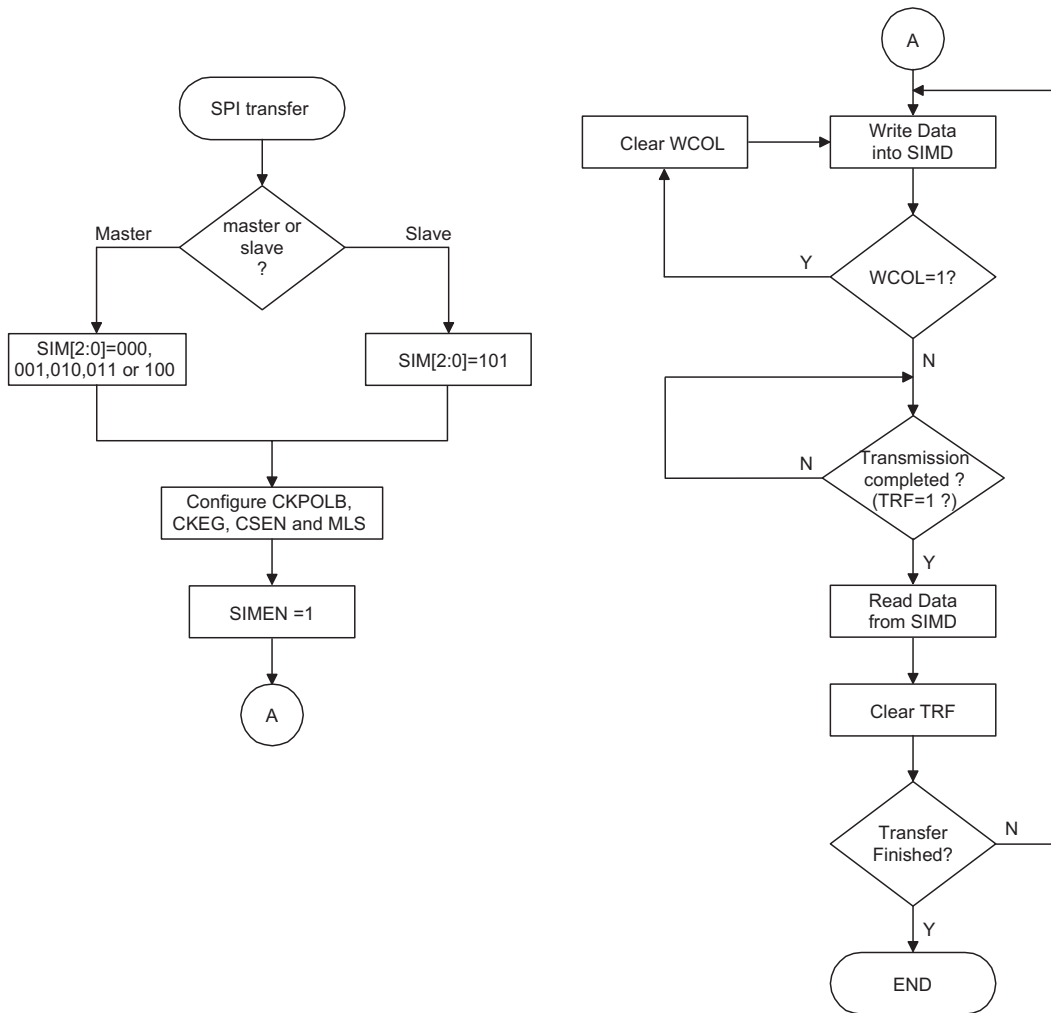 SPI transfer
master or
slave
?
Master
Slave
SIM[2:0]=000,
001,010,011 or 100
SIM[2:0]=101
Configure CKPOLB,
CKEG, CSEN and MLS
SIMEN =1
A
A
Clear WCOL
Write Data
into SIMD
Y
WCOL=1?
N
N
Transmission
completed ?
(TRF=1 ?)
Y
Read Data
from SIMD
Clear TRF
Transfer
Finished?
N
Y
END